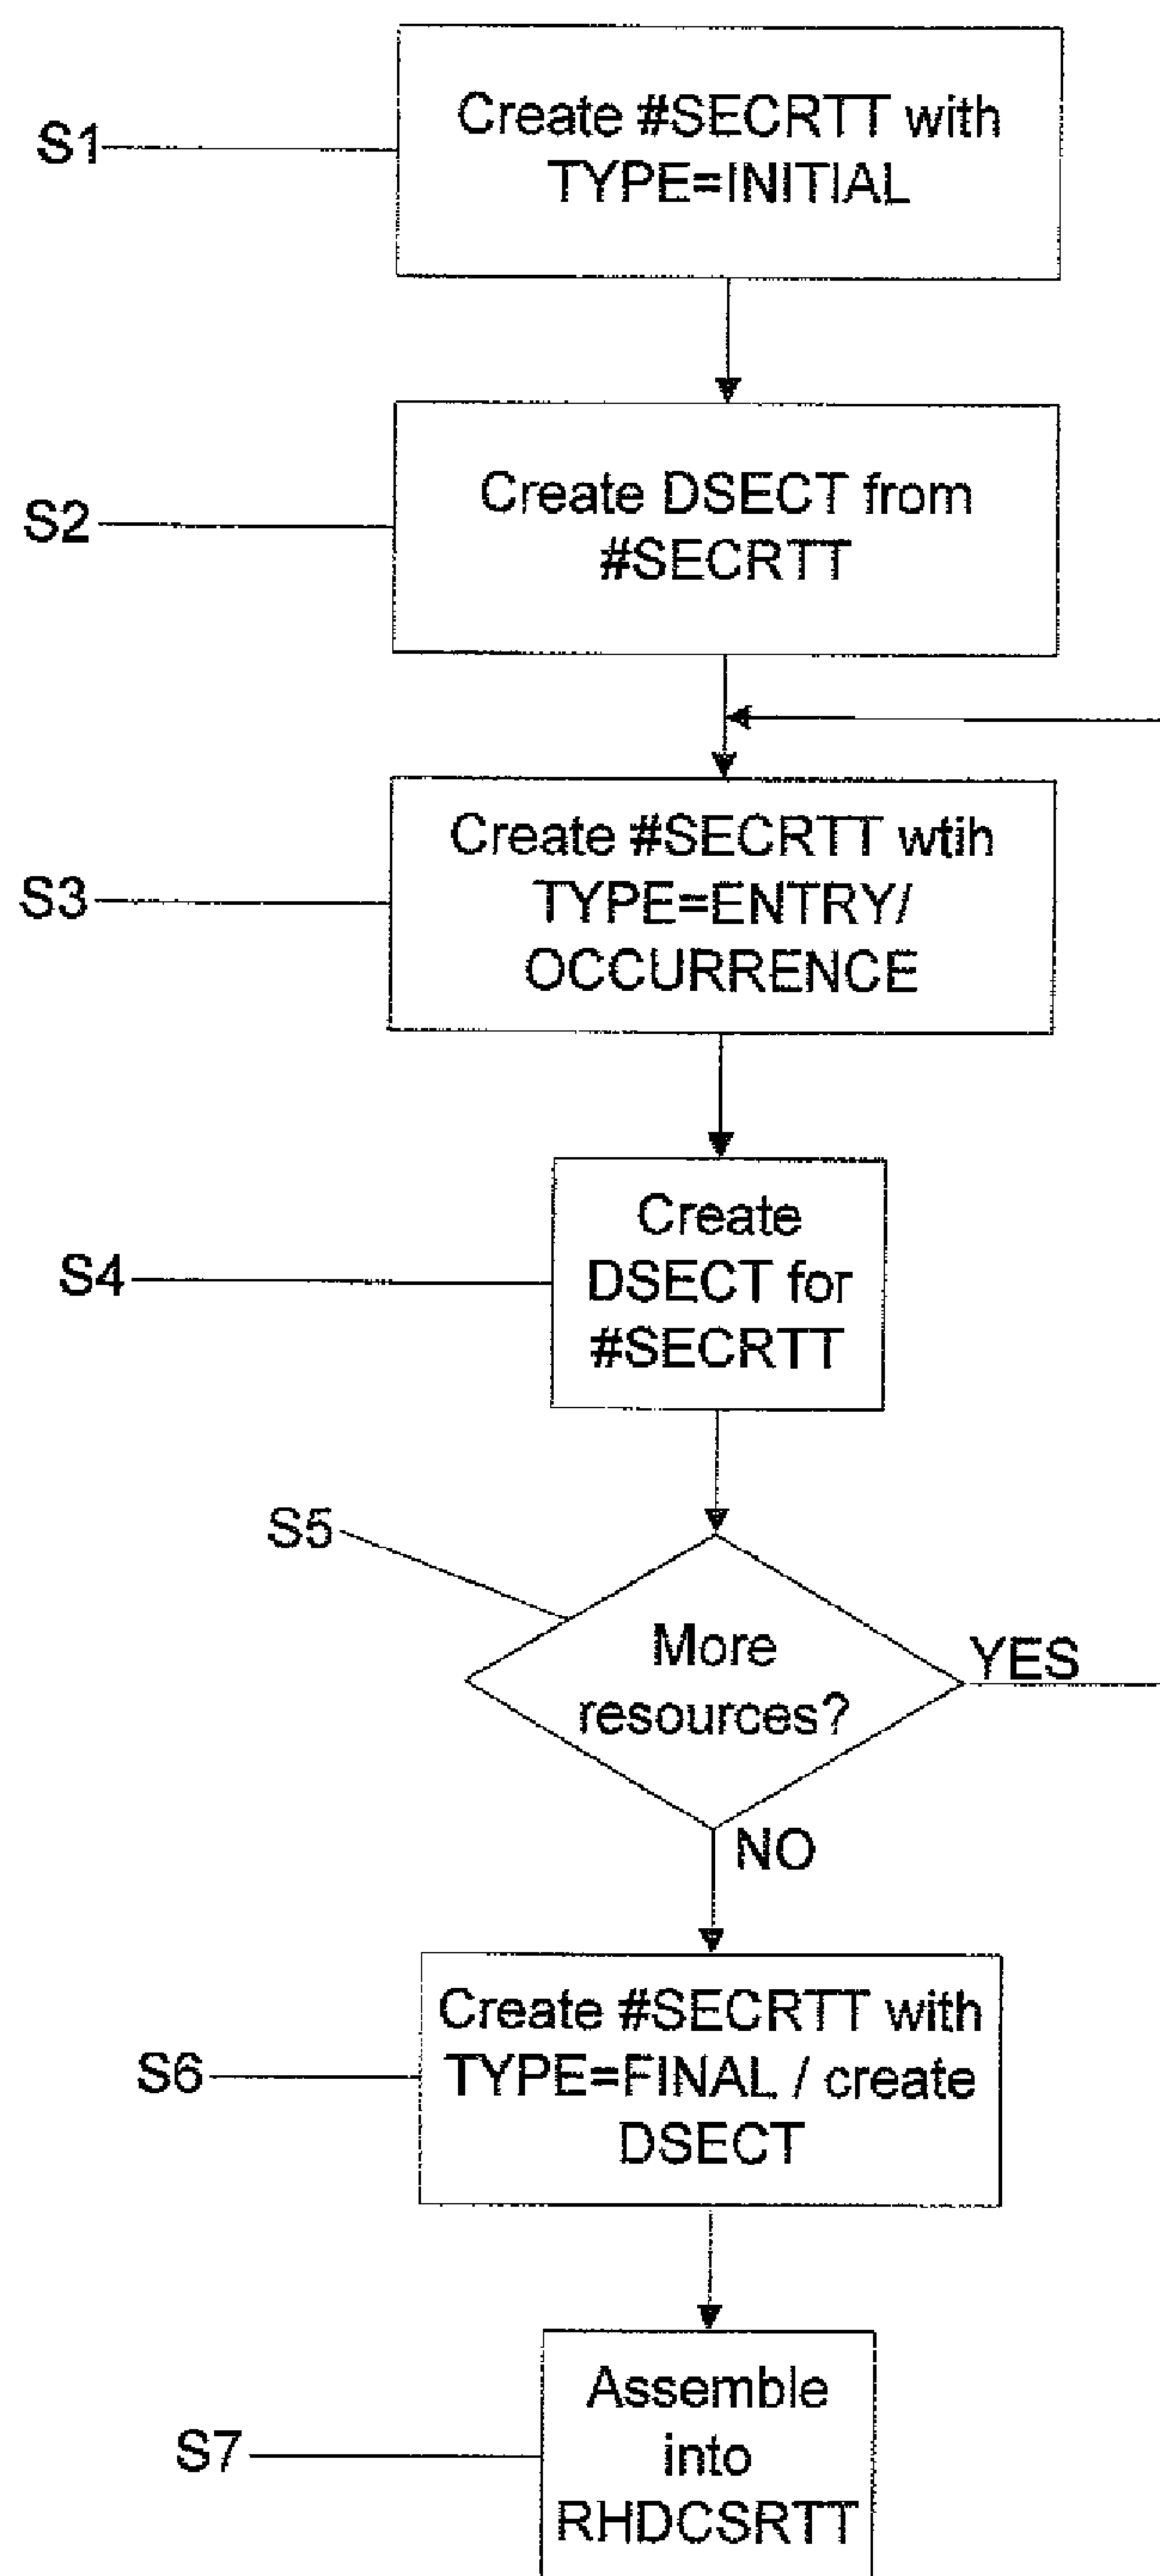 S1
Create #SECRTT with
TYPE=INITIAL
S2
Create DSECT from
#SECRTT
S3
Create #SECRTT wtih
TYPE=ENTRY/
OCCURRENCE
S4
Create
DSECT for
#SECRTT
S5
More
resources?
YES
NO
S6
Create #SECRTT with
TYPE=FINAL / create
DSECT
S7
Assemble
into
RHDCSRTT